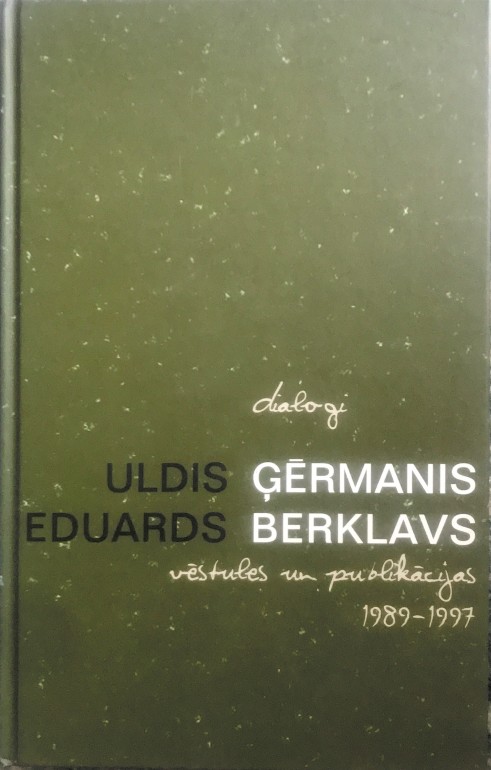 dialogi
ULDIS ĢĒRMANIS
EDUARDS BERKLAVS
vēstules un publikācijas
1989-1997